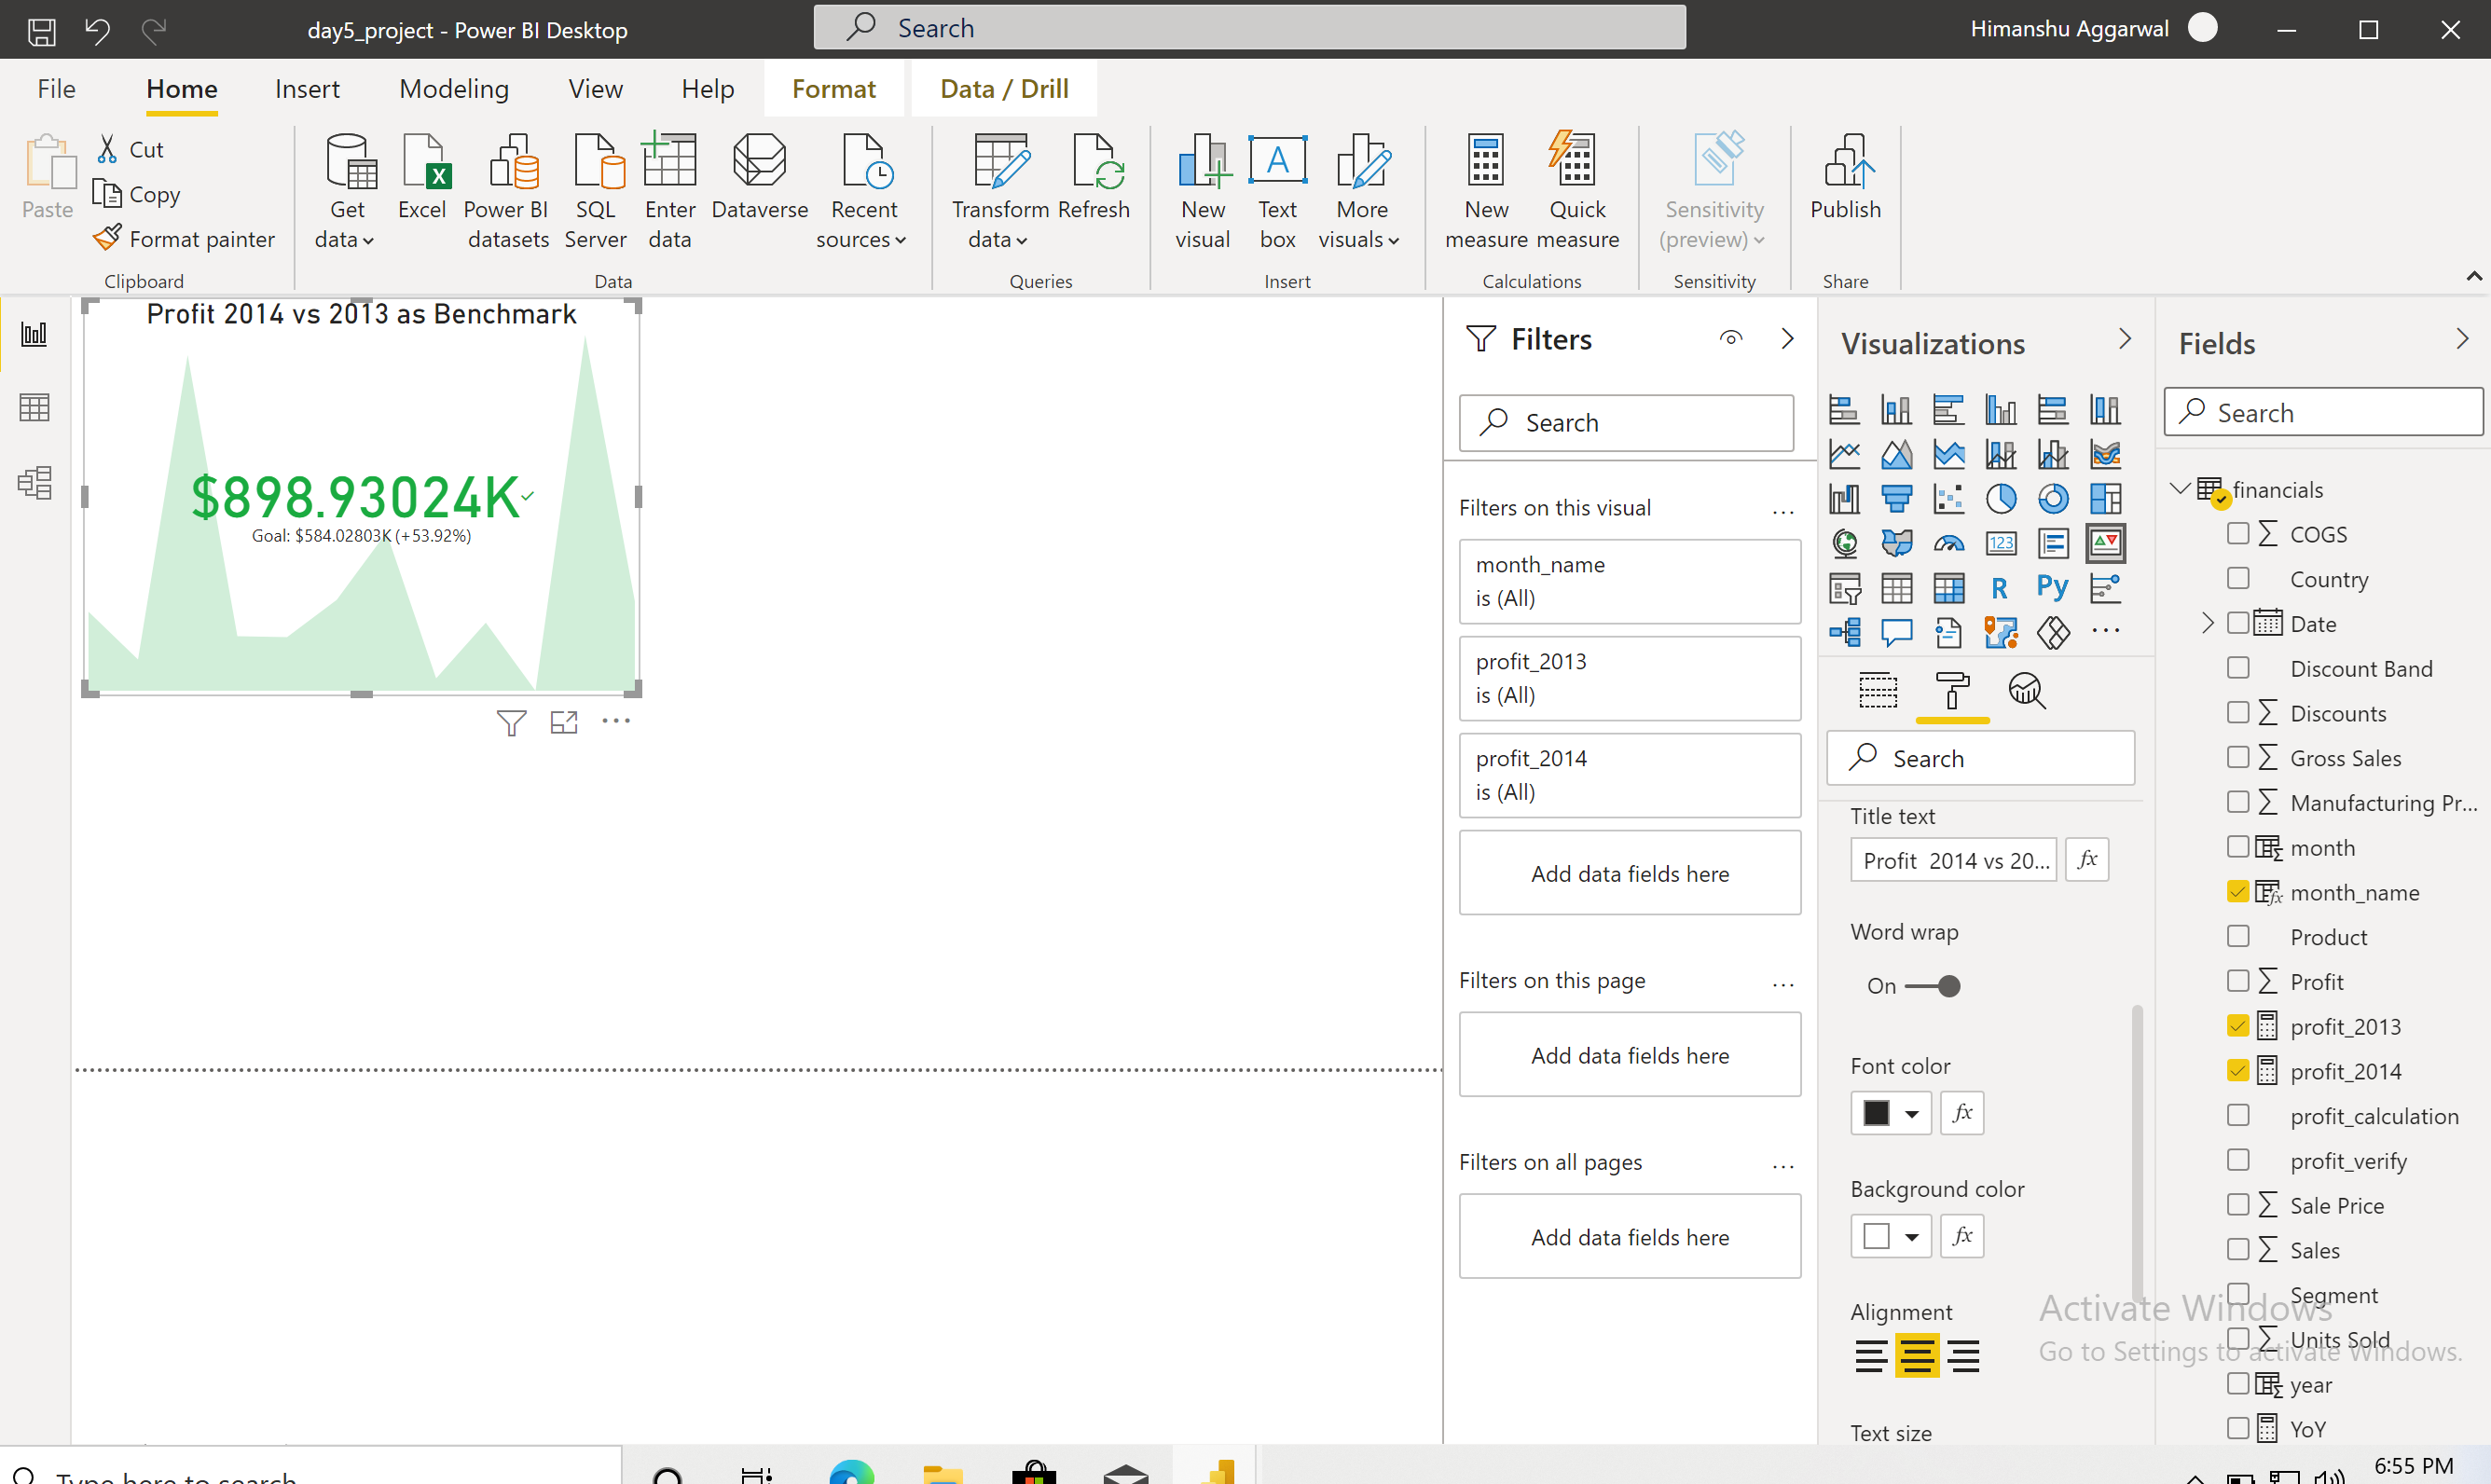 day5_project - Power BI Desktop
Search
Himanshu Aggarwal
File
Home
Insert
Modeling
View
Help
Format
Data / Drill
Paste
Cut
Copy
Format painter
Clipboard
Get data
Excel
Power BI datasets
SQL Server
Enter data
Dataverse
Recent sources
Data
Transform data
Refresh
Queries
New visual
Text box
More visuals
Insert
New measure
Quick measure
Calculations
Sensitivity (preview)
Sensitivity
Publish
Share
Profit 2014 vs 2013 as Benchmark
$898.93024K
Goal: $584.02803K (+53.92%)
Filters
Search
Filters on this visual
...
month_name
is (All)
profit_2013
is (All)
profit_2014
is (All)
Add data fields here
Filters on this page
...
Add data fields here
Filters on all pages
...
Add data fields here
Visualizations
123
R
Py
...
Search
Title text
Profit 2014 vs 20...
fx
Word wrap
On
Font color
fx
Background color
fx
Alignment
Text size
Fields
Search
financials
COGS
Country
Date
Discount Band
Discounts
Gross Sales
Manufacturing Pr...
month
month_name
Product
Profit
profit_2013
profit_2014
profit_calculation
profit_verify
Sale Price
Sales
Segment
Units Sold
year
YoY
Activate Windows
Go to Settings to activate Windows.
Type here to search
6:55 PM